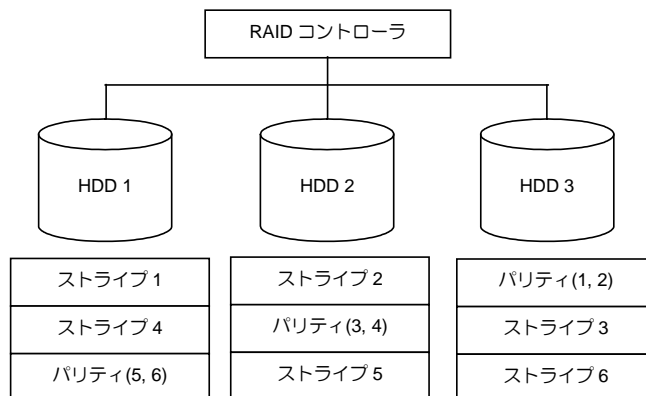 RAID コントローラ
HDD 1
HDD 2
HDD 3
ストライプ 1
ストライプ 2
パリティ(1, 2)
ストライプ 4
パリティ(3, 4)
ストライプ 3
パリティ(5, 6)
ストライプ 5
ストライプ 6